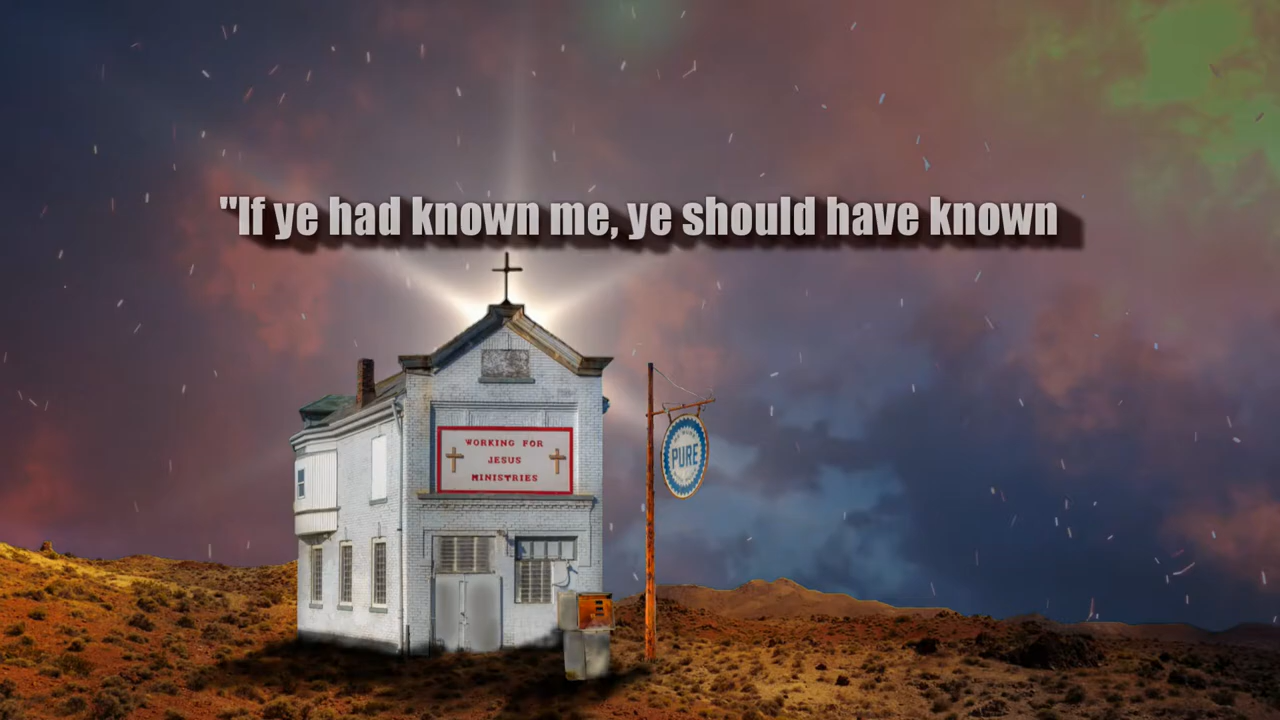 "If ye had known me, ye should have known
WORKING FOR
JESUS
MINISTRIES
PURE